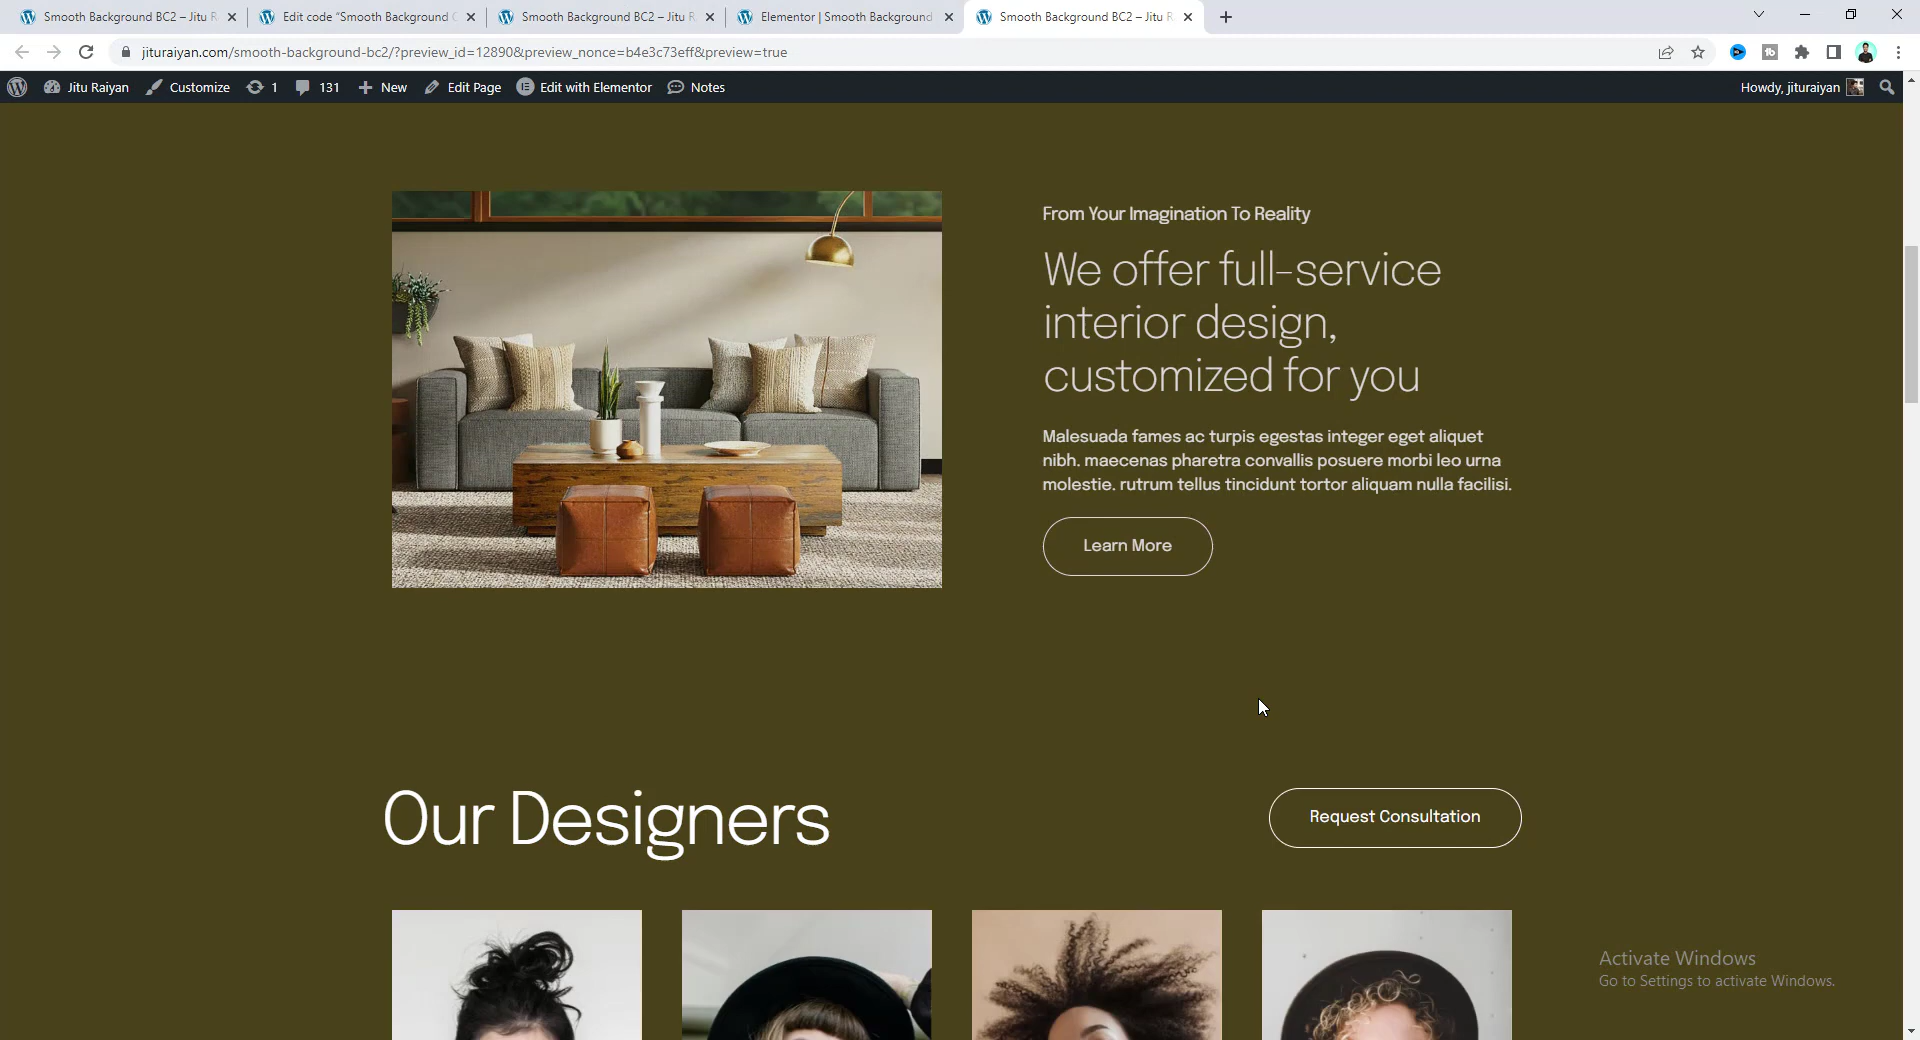 Smooth Background BC2 – Jitu R
Edit code "Smooth Background C
Smooth Background BC2 – Jitu R
Elementor | Smooth Background
Smooth Background BC2 – Jitu R
jituraiyan.com/smooth-background-bc2/?preview_id=12890&preview_nonce=b4e3c73eff&preview=true
Jitu Raiyan
Customize
1
131
New
Edit Page
Edit with Elementor
Notes
Howdy, jituraiyan
From Your Imagination To Reality
We offer full-service
interior design,
customized for you
Malesuada fames ac turpis egestas integer eget aliquet
nibh. maecenas pharetra convallis posuere morbi leo urna
molestie. rutrum tellus tincidunt tortor aliquam nulla facilisi.
Learn More
Our Designers
Request Consultation
Activate Windows
Go to Settings to activate Windows.